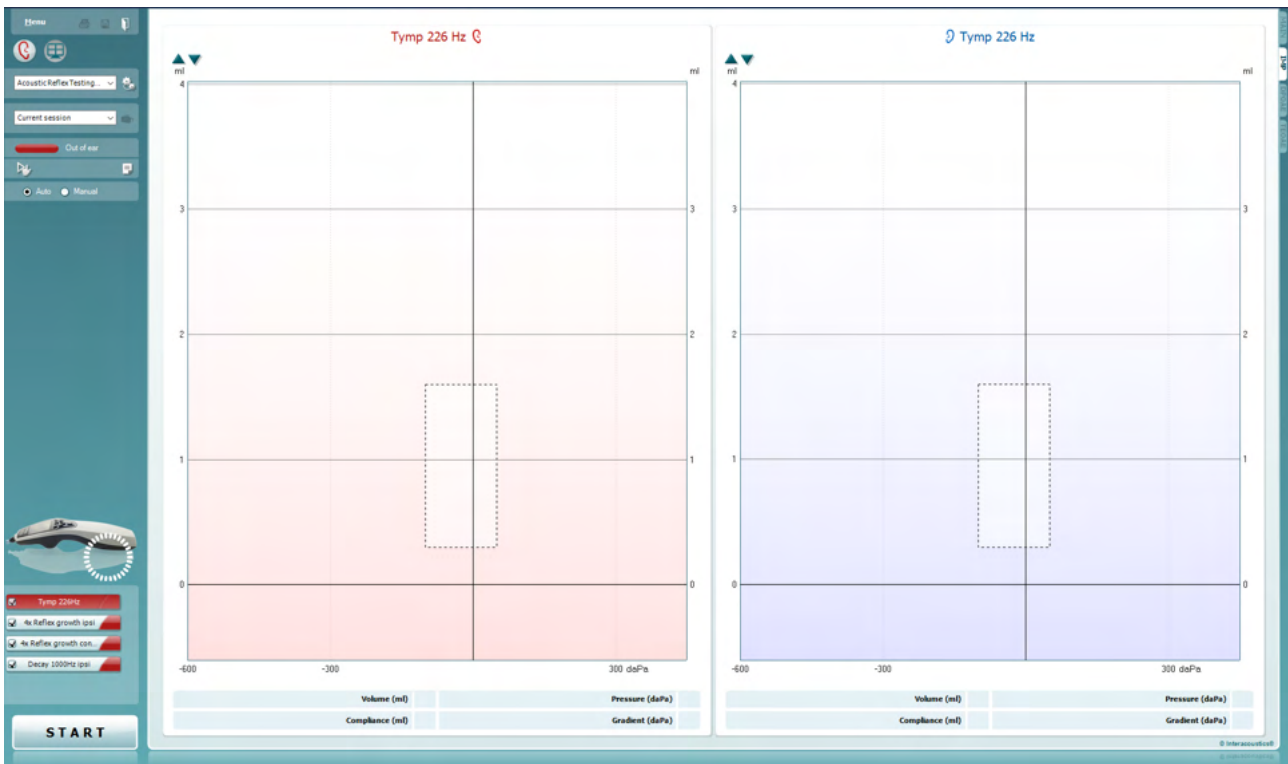 Menu
Acoustic Reflex Testing...
Current session
Out of ear
Auto Manual
Tymp 226Hz
4x Reflex growth ipsi
4x Reflex growth con...
Decay 1000Hz ipsi
START
Tymp 226 Hz
ml ml
4
3 3
2 2
1 1
0 0
-600 -300 300 daPa
Volume (ml) Pressure (daPa)
Compliance (ml) Gradient (daPa)
Tymp 226 Hz
ml ml
4
3 3
2 2
1 1
0 0
-600 -300 300 daPa
Volume (ml) Pressure (daPa)
Compliance (ml) Gradient (daPa)